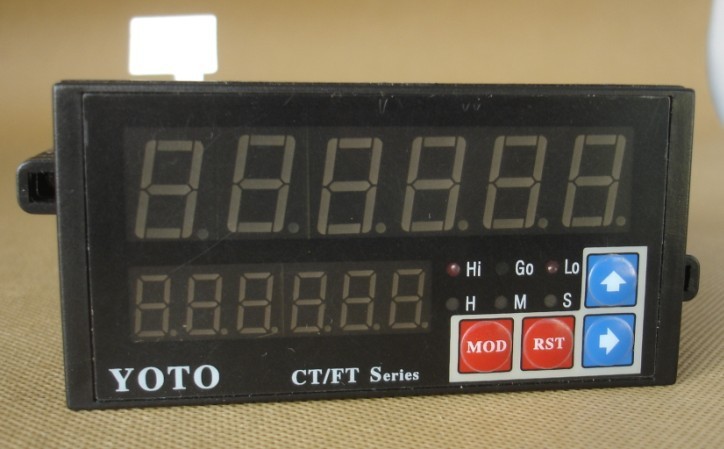 Hi Go Lo
H M S
MOD RST
YOTO CT/FT Series